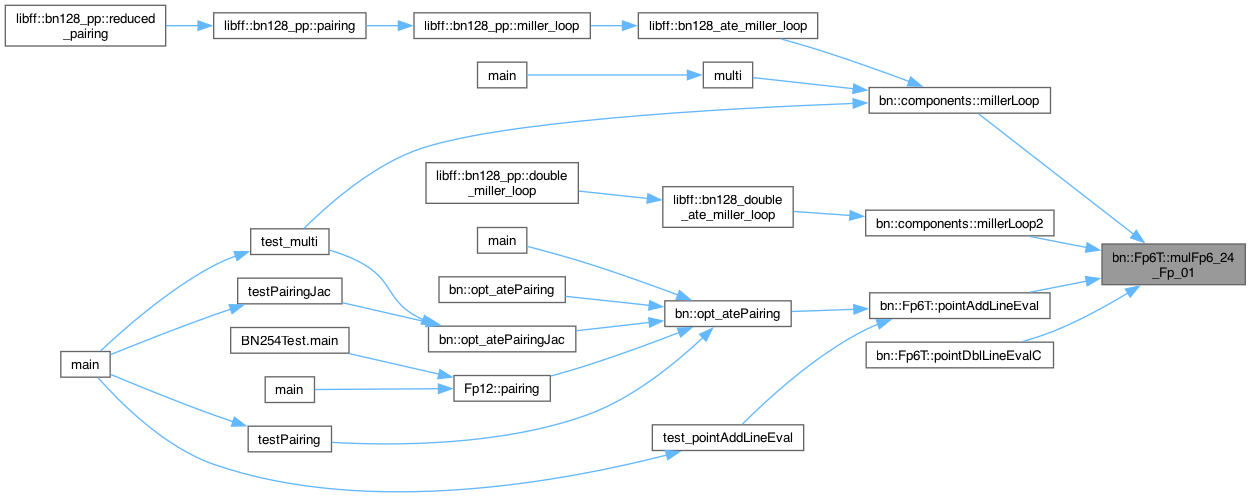 libff::bn128_pp::reduced
_pairing
libff::bn128_pp::pairing
libff::bn128_pp::miller_loop
libff::bn128_ate_miller_loop
main
multi
bn::components::millerLoop
libff::bn128_pp::double
_miller_loop
libff::bn128_double
_ate_miller_loop
bn::components::millerLoop2
test_multi
main
bn::Fp6T::mulFp6_24
_Fp_01
testPairingJac
bn::opt_atePairing
bn::opt_atePairing
bn::Fp6T::pointAddLineEval
BN254Test.main
bn::opt_atePairingJac
bn::Fp6T::pointDblLineEvalC
main
main
Fp12::pairing
testPairing
test_pointAddLineEval